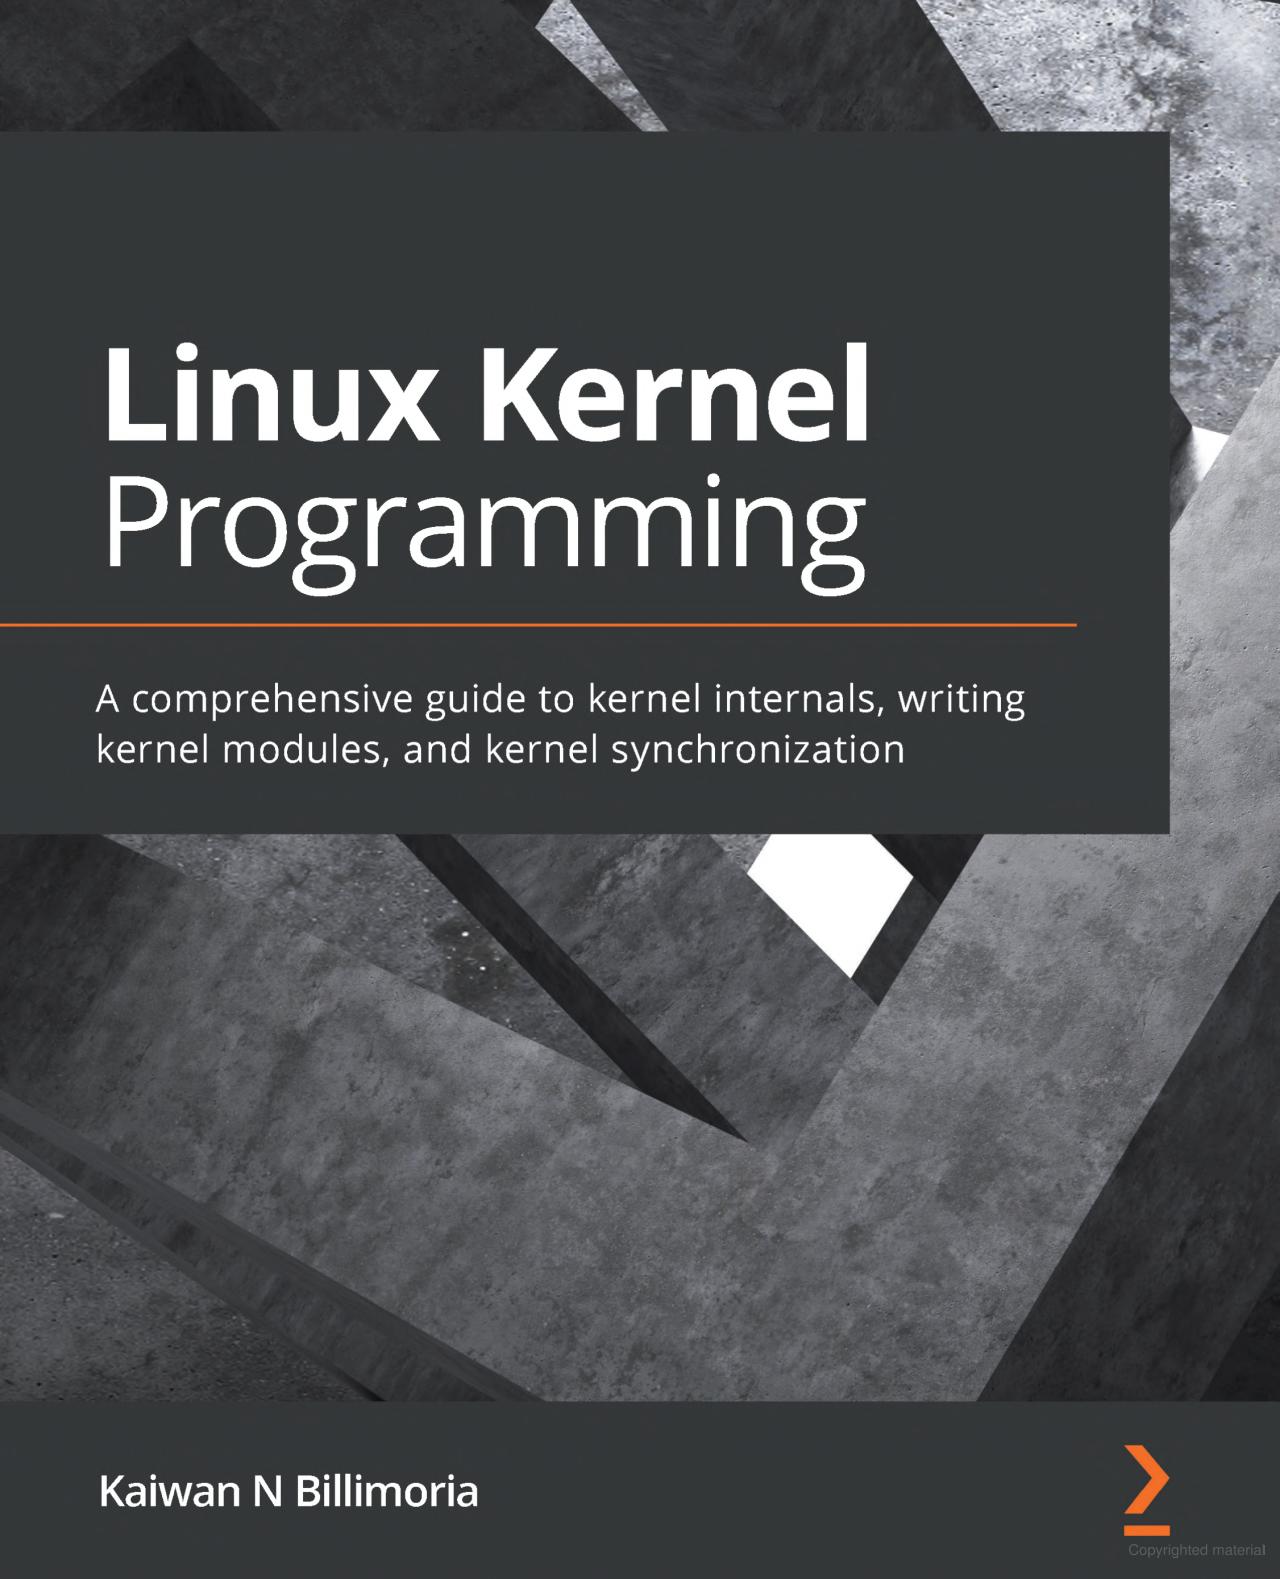 Linux Kernel
Programming
A comprehensive guide to kernel internals, writing
kernel modules, and kernel synchronization
Kaiwan N Billimoria
Copyrighted material